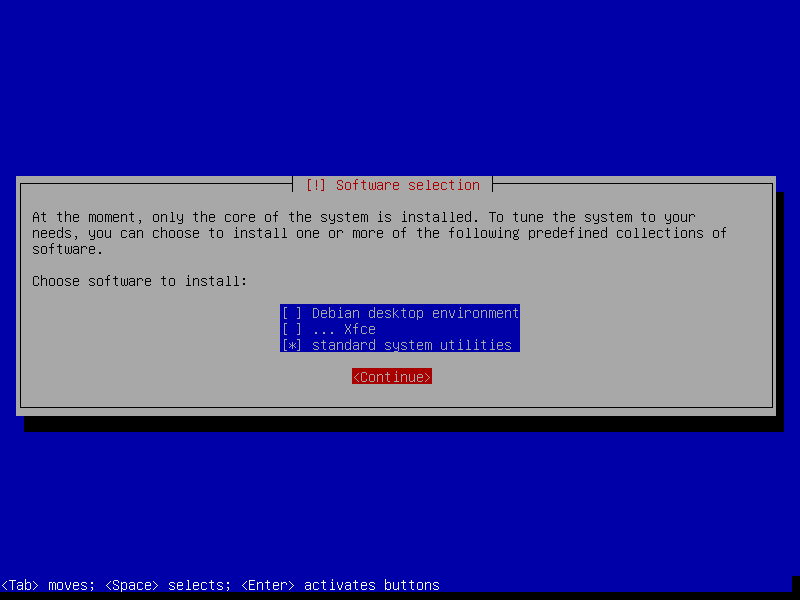 [!] Software selection
At the moment, only the core of the system is installed. To tune the system to your
needs, you can choose to install one or more of the following predefined collections of
software.
Choose software to install:
[ ] Debian desktop environment
[ ] ... Xfce
[*] standard system utilities
<Continue>
<Tab> moves; <Space> selects; <Enter> activates buttons